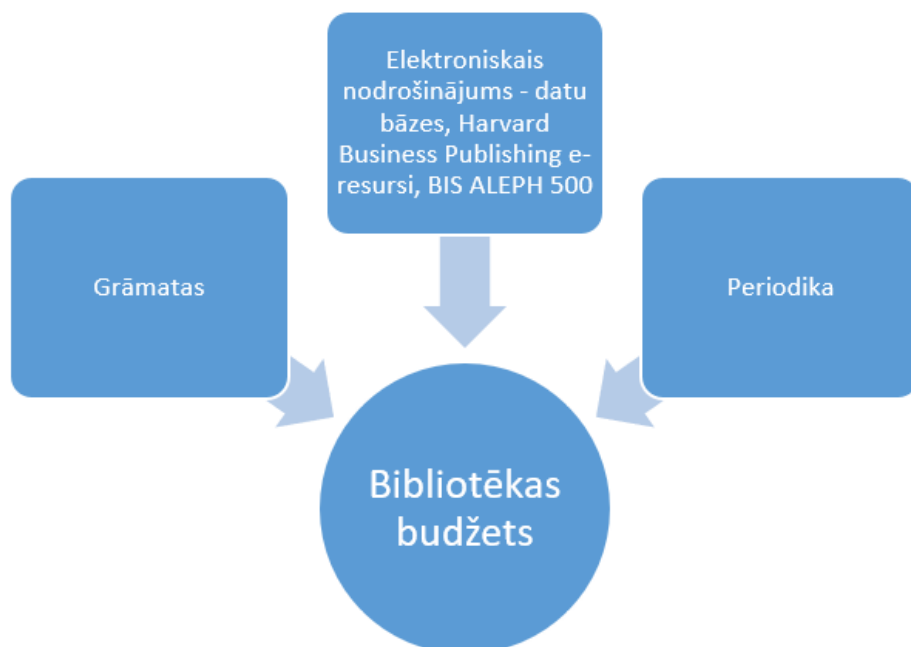 Elektroniskais
nodrošinājums - datu
bāzes, Harvard
Business Publishing e-
resursi, BIS ALEPH 500
Grāmatas
Periodika
Bibliotēkas
budžets